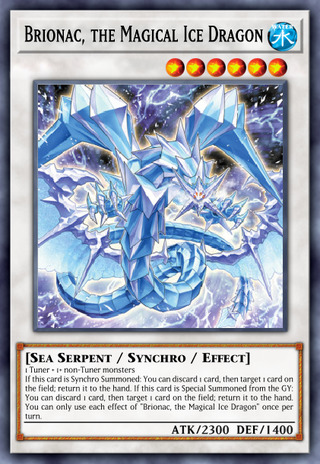 Brionac, the Magical Ice Dragon
WATER
水
[Sea Serpent / Synchro / Effect]
1 Tuner + 1+ non-Tuner monsters
If this card is Synchro Summoned: You can discard 1 card, then target 1 card on
the field; return it to the hand. If this card is Special Summoned from the GY:
You can discard 1 card, then target 1 card on the field; return it to the hand.
You can only use each effect of "Brionac, the Magical Ice Dragon" once per
turn.
ATK/2300 DEF/1400